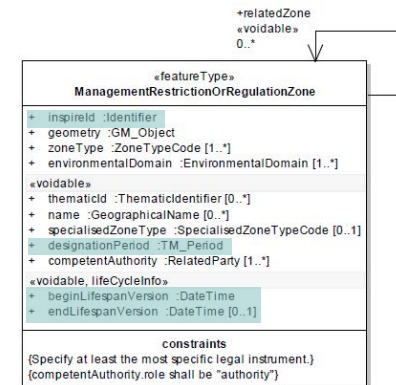 +relatedZone
«voidable»
0..*
«featureType»
ManagementRestrictionOrRegulationZone
+ inspireId :Identifier
+ geometry :GM_Object
+ zoneType :ZoneTypeCode [1..*]
+ environmentalDomain :EnvironmentalDomain [1..*]
«voidable»
+ thematicId :ThematicIdentifier [0..*]
+ name :GeographicalName [0..*]
+ specialisedZoneType :SpecialisedZoneTypeCode [0..1]
+ designationPeriod :TM_Period
+ competentAuthority :RelatedParty [1..*]
«voidable, lifeCycleInfo»
+ beginLifespanVersion :DateTime
+ endLifespanVersion :DateTime [0..1]
constraints
{Specify at least the most specific legal instrument.}
{competentAuthority.role shall be "authority"}